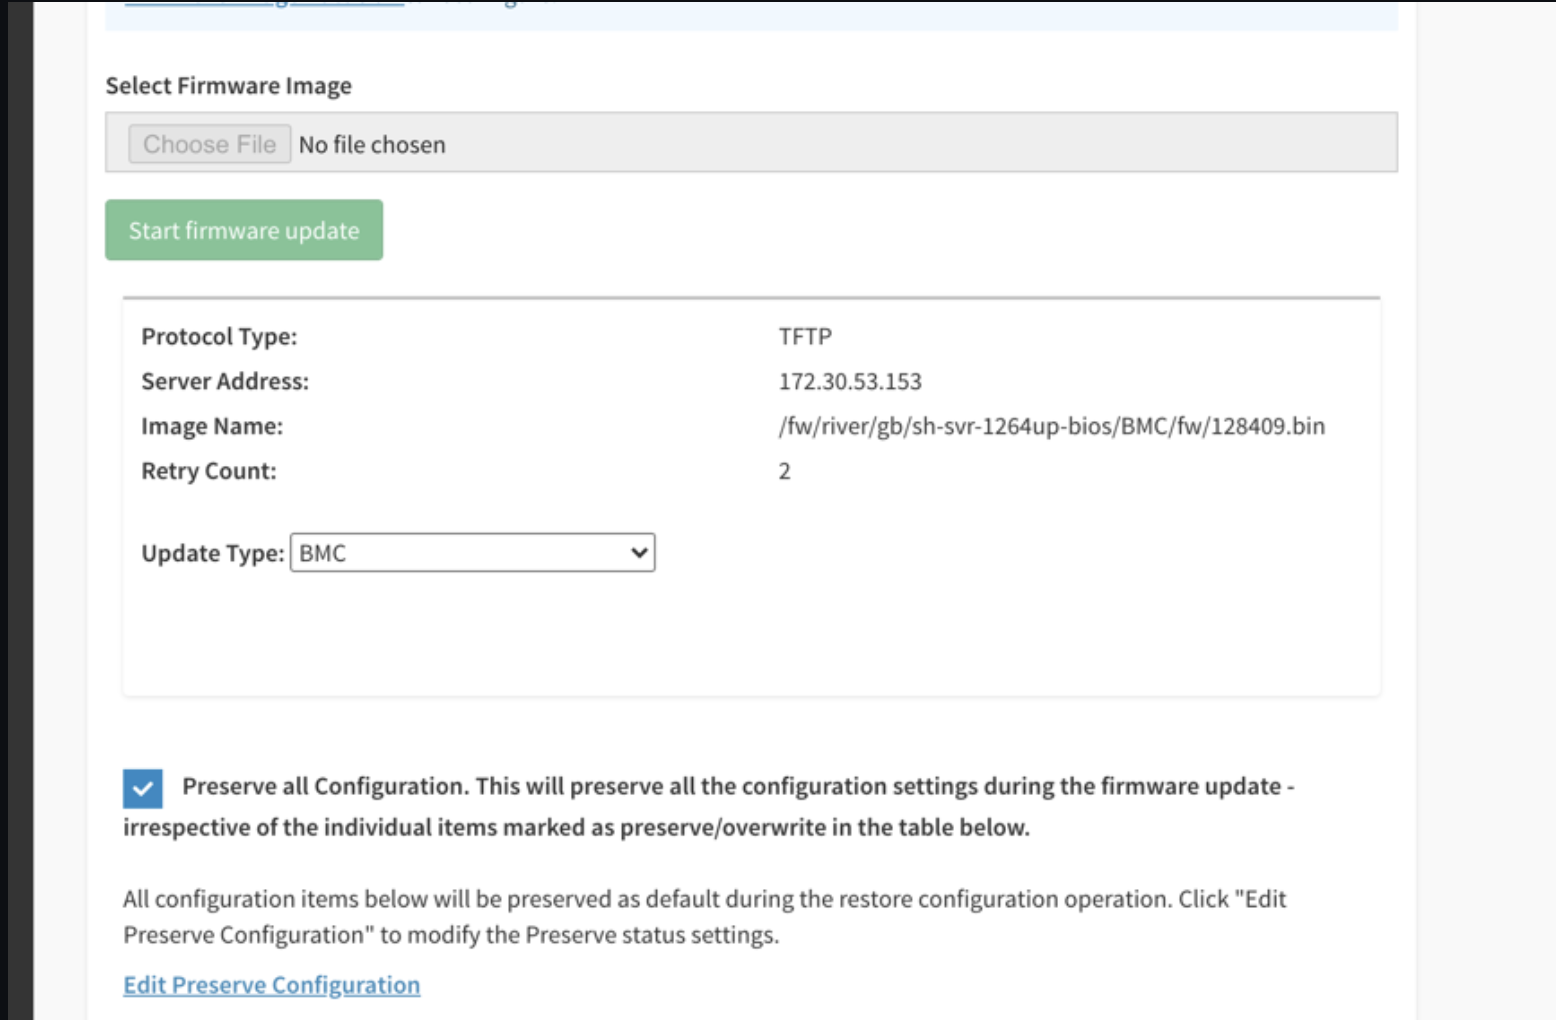 Select Firmware Image
Choose File No file chosen
Start firmware update
Protocol Type: TFTP
Server Address: 172.30.53.153
Image Name: /fw/river/gb/sh-svr-1264up-bios/BMC/fw/128409.bin
Retry Count: 2
Update Type: BMC
Preserve all Configuration. This will preserve all the configuration settings during the firmware update -
irrespective of the individual items marked as preserve/overwrite in the table below.
All configuration items below will be preserved as default during the restore configuration operation. Click "Edit
Preserve Configuration" to modify the Preserve status settings.
Edit Preserve Configuration